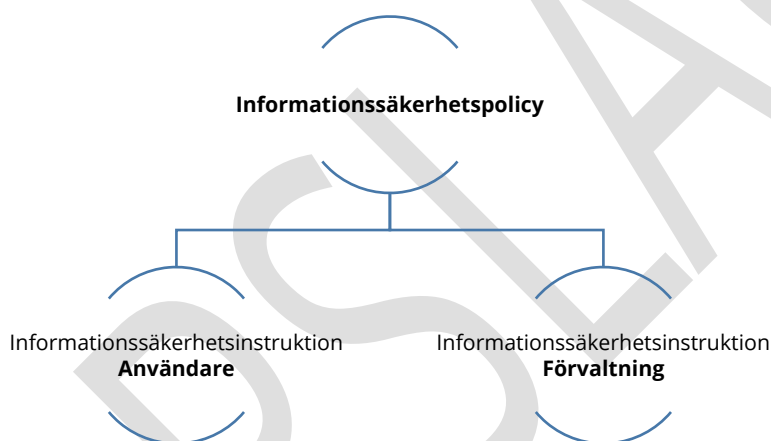 Informationssäkerhetspolicy
Informationssäkerhetsinstruktion
Användare
Informationssäkerhetsinstruktion
Förvaltning